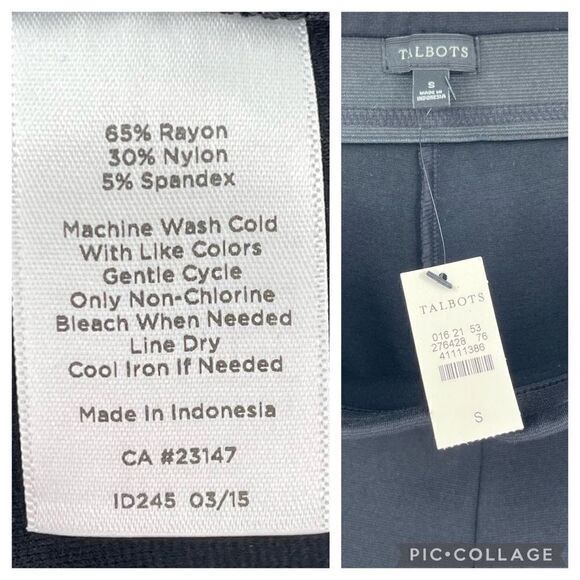 65% Rayon
30% Nylon
5% Spandex
Machine Wash Cold
With Like Colors
Gentle Cycle
Only Non-Chlorine
Bleach When Needed
Line Dry
Cool Iron If Needed
Made In Indonesia
CA #23147
ID245 03/15
TALBOTS
S
MADE IN
INDONESIA
TALBOTS
016 21 53
276428 76
41111386
S
PIC•COLLAGE